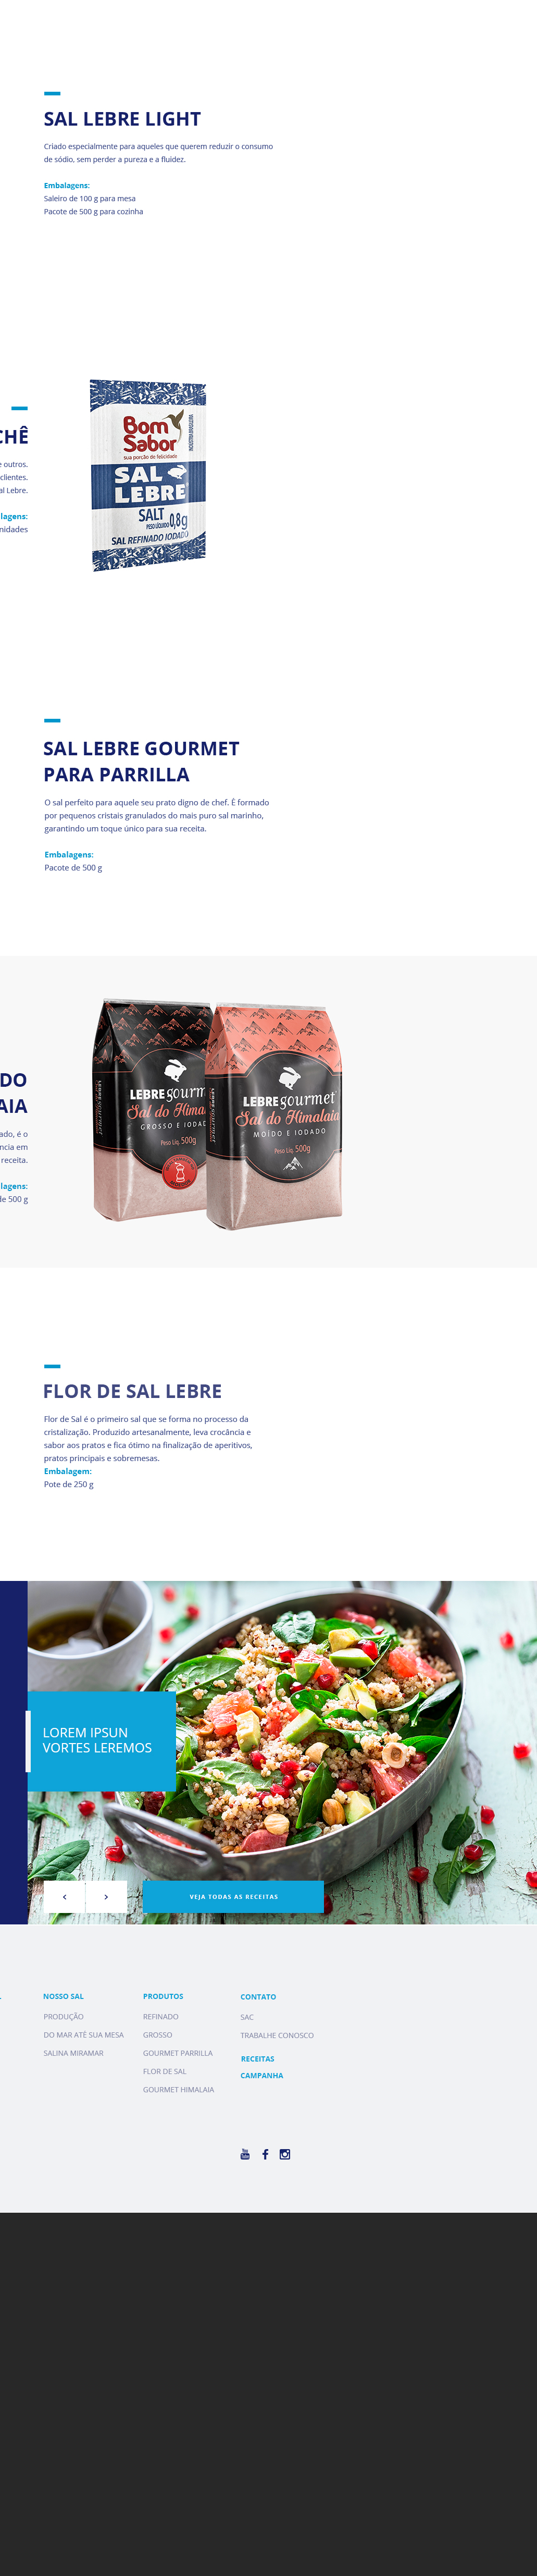 SAL LEBRE LIGHT
Criado especialmente para aqueles que querem reduzir o consumo
de sódio, sem perder a pureza e a fluidez.
Embalagens:
Saleiro de 100 g para mesa
Pacote de 500 g para cozinha
CHÊ
e outros.
clientes.
al Lebre.
lagens:
nidades
Bom
Sabor
sua porção de felicidade
INDÚSTRIA BRASILEIRA
SAL
LEBRE
SALT
PESO LÍQUIDO 0,8g
SAL REFINADO IODADO
SAL LEBRE GOURMET
PARA PARRILLA
O sal perfeito para aquele seu prato digno de chef. É formado
por pequenos cristais granulados do mais puro sal marinho,
garantindo um toque único para sua receita.
Embalagens:
Pacote de 500 g
DO
AIA
ado, é o
ncia em
receita.
lagens:
de 500 g
LEBRE gourm
Sal do Hima
GROSSO E IODAD
Peso Líq. 500g
LEBRE gourmet
LEBRE gourmet
Sal do Himalaia
MOÍDO E IODADO
Peso Líq. 500g
FLOR DE SAL LEBRE
Flor de Sal é o primeiro sal que se forma no processo da
cristalização. Produzido artesanalmente, leva crocância e
sabor aos pratos e fica ótimo na finalização de aperitivos,
pratos principais e sobremesas.
Embalagem:
Pote de 250 g
LOREM IPSUN
VORTES LEREMOS
VEJA TODAS AS RECEITAS
L
NOSSO SAL
PRODUÇÃO
DO MAR ATÉ SUA MESA
SALINA MIRAMAR
PRODUTOS
REFINADO
GROSSO
GOURMET PARRILLA
FLOR DE SAL
GOURMET HIMALAIA
CONTATO
SAC
TRABALHE CONOSCO
RECEITAS
CAMPANHA
You
Tube